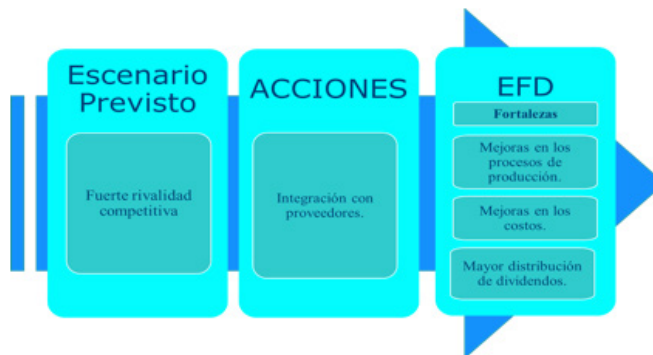 Escenario
Previsto
Fuerte rivalidad
competitiva
ACCIONES
Integración con
proveedores.
EFD
Fortalezas
Mejoras en los
procesos de
producción.
Mejoras en los
costos.
Mayor distribución
de dividendos.